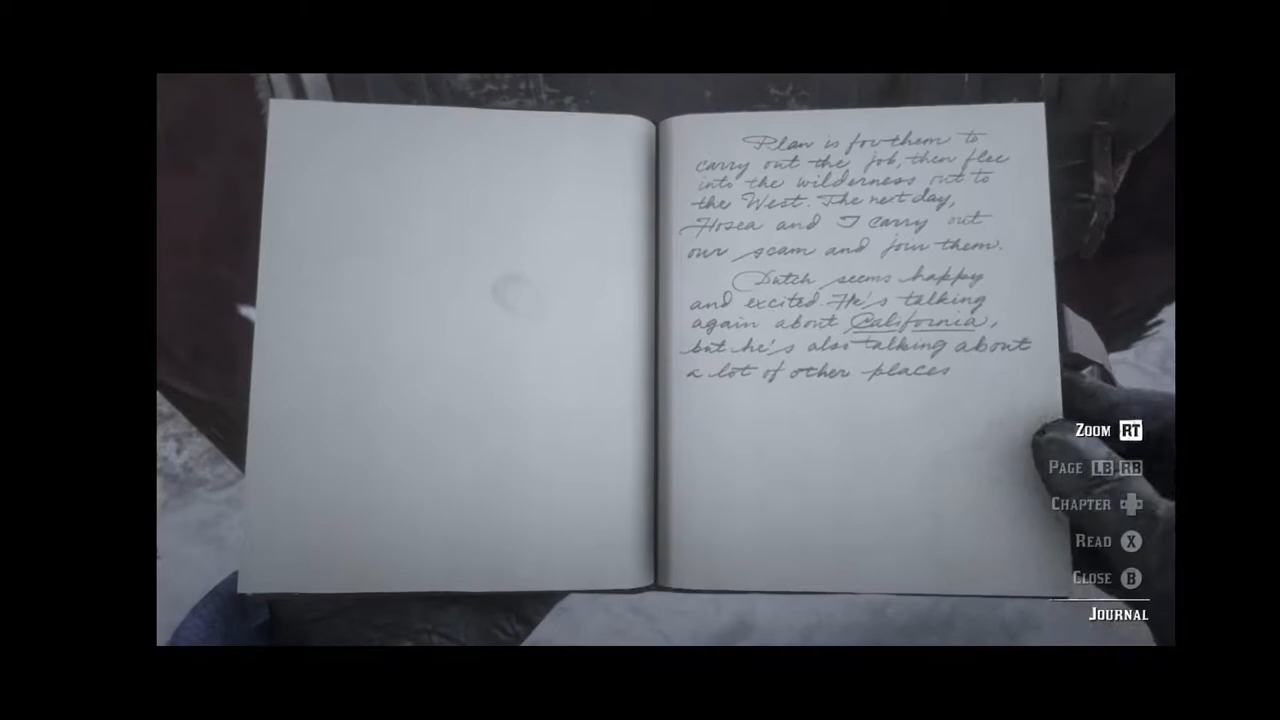 Plan is for them to
carry out the job, then flee
into the wilderness out to
the West. The next day,
Hosea and I carry out
our scam and join them.
Dutch seems happy
and excited. He's talking
again about California,
but he's also talking about
a lot of other places
ZOOM RT
PAGE LB RB
CHAPTER
READ X
CLOSE B
JOURNAL